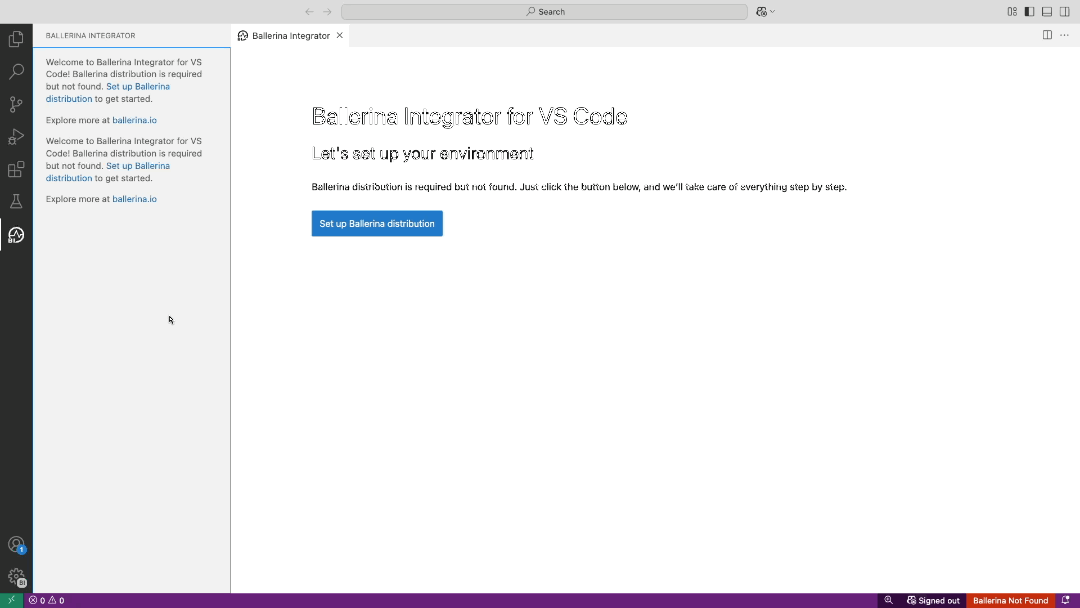 Search
BALLERINA INTEGRATOR
Ballerina Integrator
Welcome to Ballerina Integrator for VS
Code! Ballerina distribution is required
but not found. Set up Ballerina
distribution to get started.
Explore more at ballerina.io
Welcome to Ballerina Integrator for VS
Code! Ballerina distribution is required
but not found. Set up Ballerina
distribution to get started.
Explore more at ballerina.io
Ballerina Integrator for VS Code
Let's set up your environment
Ballerina distribution is required but not found. Just click the button below, and we'll take care of everything step by step.
Set up Ballerina distribution
BI
1
BI
0 0
Signed out
Ballerina Not Found